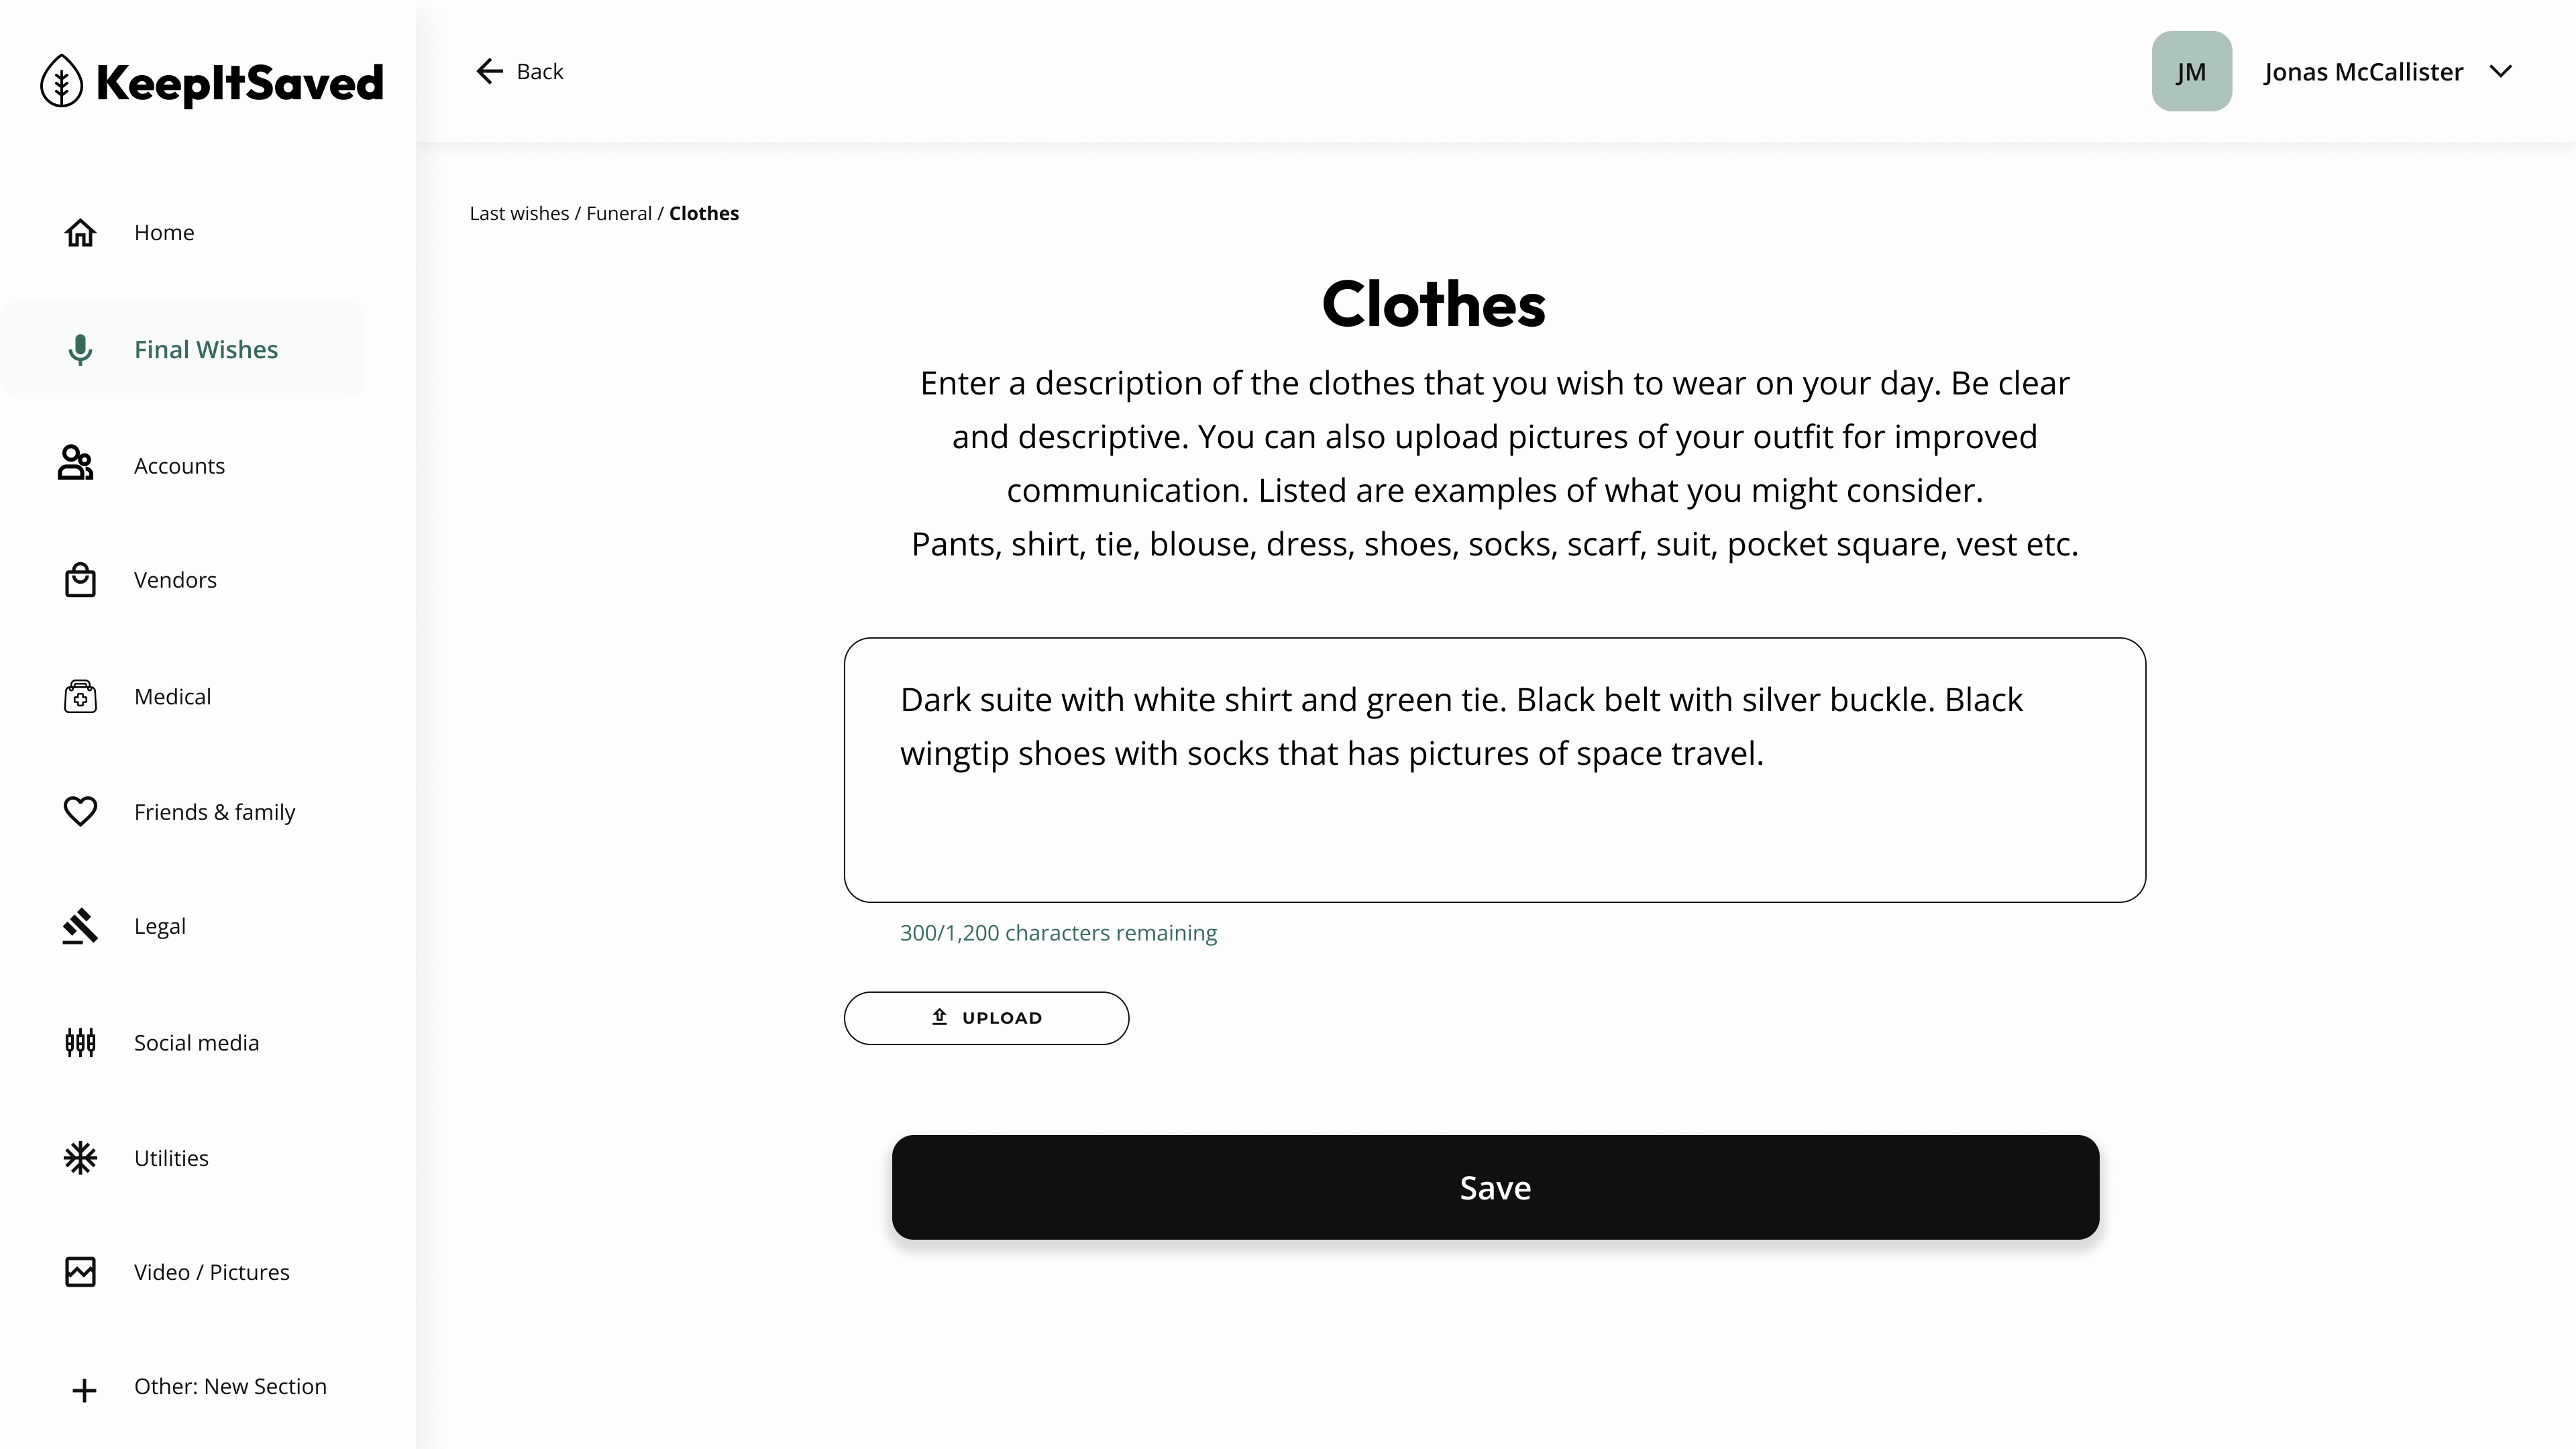 KeepItSaved
Home
Final Wishes
Accounts
Vendors
Medical
Friends & family
Legal
Social media
Utilities
Video / Pictures
Other: New Section
Back
JM
Jonas McCallister
Last wishes / Funeral / Clothes
Clothes
Enter a description of the clothes that you wish to wear on your day. Be clear
and descriptive. You can also upload pictures of your outfit for improved
communication. Listed are examples of what you might consider.
Pants, shirt, tie, blouse, dress, shoes, socks, scarf, suit, pocket square, vest etc.
Dark suite with white shirt and green tie. Black belt with silver buckle. Black
wingtip shoes with socks that has pictures of space travel.
300/1,200 characters remaining
UPLOAD
Save